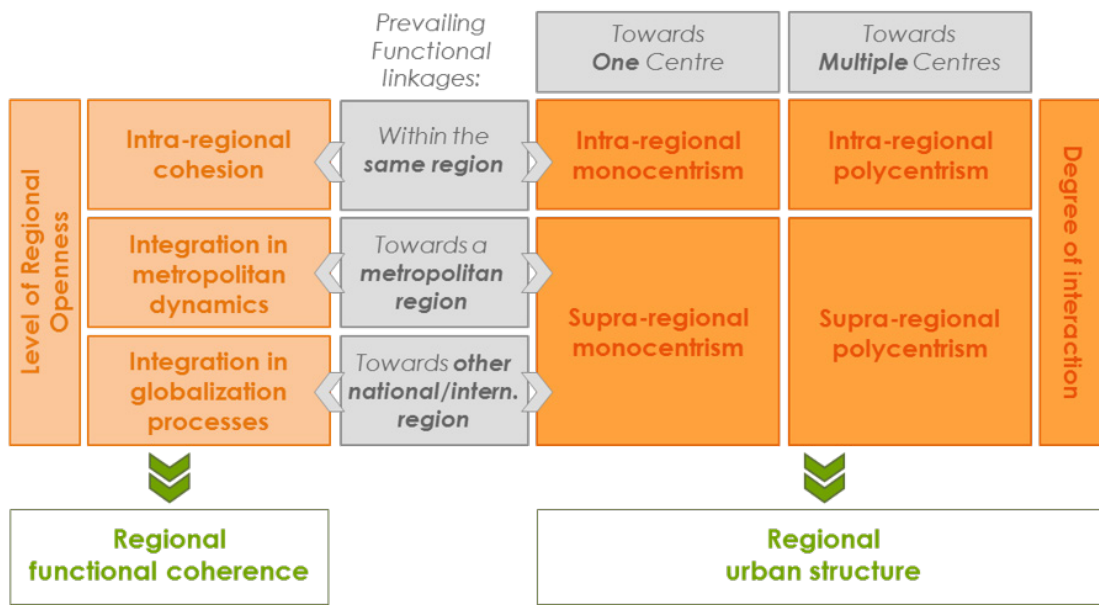 Prevailing
Functional
linkages:
Towards
One Centre
Towards
Multiple Centres
Level of Regional
Openness
Intra-regional
cohesion
Within the
same region
Intra-regional
monocentrism
Intra-regional
polycentrism
Degree of interaction
Integration in
metropolitan
dynamics
Towards a
metropolitan
region
Supra-regional
monocentrism
Supra-regional
polycentrism
Integration in
globalization
processes
Towards other
national/intern.
region
Regional
functional coherence
Regional
urban structure